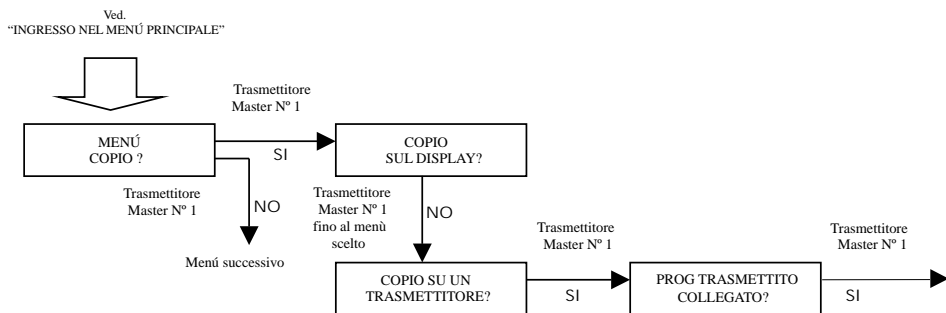 Ved.
“INGRESSO NEL MENÚ PRINCIPALE”
Trasmettitore
Master Nº 1
MENÚ
COPIO ?
SI
COPIO
SUL DISPLAY?
Trasmettitore
Master Nº 1
NO
Menú successivo
Trasmettitore
Master Nº 1
fino al menù
scelto
NO
COPIO SU UN
TRASMETTITORE?
Trasmettitore
Master Nº 1
SI
PROG TRASMETTITO
COLLEGATO?
Trasmettitore
Master Nº 1
SI